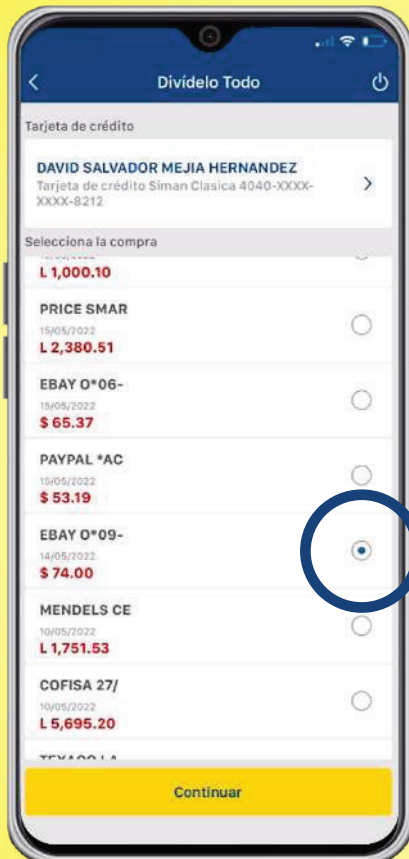 Divídelo Todo
Tarjeta de crédito
DAVID SALVADOR MEJIA HERNANDEZ
Tarjeta de crédito Siman Clasica 4040-XXXX-
XXXX-8212
Selecciona la compra
L 1,000.10
PRICE SMAR
15/05/2022
L 2,380.51
EBAY O*06-
15/05/2022
$ 65.37
PAYPAL *AC
15/05/2022
$ 53.19
EBAY O*09-
14/05/2022
$ 74.00
MENDELS CE
10/05/2022
L 1,751.53
COFISA 27/
10/05/2022
L 5,695.20
Continuar